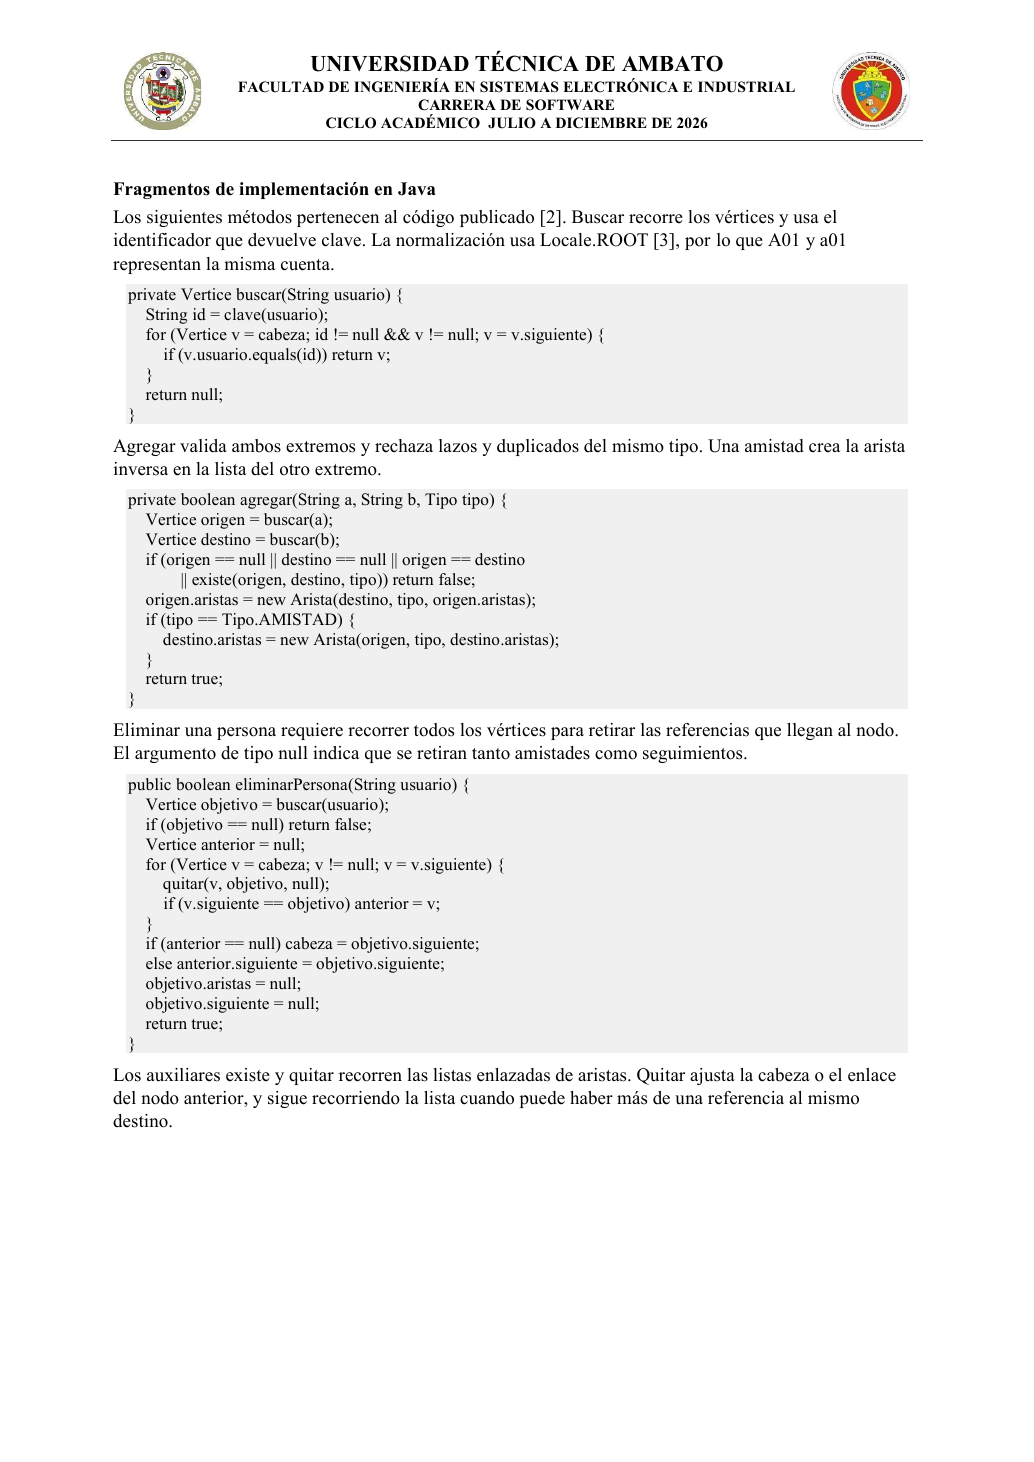 UNIVERSIDAD TÉCNICA DE AMBATO
FACULTAD DE INGENIERÍA EN SISTEMAS ELECTRÓNICA E INDUSTRIAL
CARRERA DE SOFTWARE
CICLO ACADÉMICO  JULIO A DICIEMBRE DE 2026
Fragmentos de implementación en Java
Los siguientes métodos pertenecen al código publicado [2]. Buscar recorre los vértices y usa el
identificador que devuelve clave. La normalización usa Locale.ROOT [3], por lo que A01 y a01
representan la misma cuenta.
private Vertice buscar(String usuario) {
    String id = clave(usuario);
    for (Vertice v = cabeza; id != null && v != null; v = v.siguiente) {
        if (v.usuario.equals(id)) return v;
    }
    return null;
}
Agregar valida ambos extremos y rechaza lazos y duplicados del mismo tipo. Una amistad crea la arista
inversa en la lista del otro extremo.
private boolean agregar(String a, String b, Tipo tipo) {
    Vertice origen = buscar(a);
    Vertice destino = buscar(b);
    if (origen == null || destino == null || origen == destino
            || existe(origen, destino, tipo)) return false;
    origen.aristas = new Arista(destino, tipo, origen.aristas);
    if (tipo == Tipo.AMISTAD) {
        destino.aristas = new Arista(origen, tipo, destino.aristas);
    }
    return true;
}
Eliminar una persona requiere recorrer todos los vértices para retirar las referencias que llegan al nodo.
El argumento de tipo null indica que se retiran tanto amistades como seguimientos.
public boolean eliminarPersona(String usuario) {
    Vertice objetivo = buscar(usuario);
    if (objetivo == null) return false;
    Vertice anterior = null;
    for (Vertice v = cabeza; v != null; v = v.siguiente) {
        quitar(v, objetivo, null);
        if (v.siguiente == objetivo) anterior = v;
    }
    if (anterior == null) cabeza = objetivo.siguiente;
    else anterior.siguiente = objetivo.siguiente;
    objetivo.aristas = null;
    objetivo.siguiente = null;
    return true;
}
Los auxiliares existe y quitar recorren las listas enlazadas de aristas. Quitar ajusta la cabeza o el enlace
del nodo anterior, y sigue recorriendo la lista cuando puede haber más de una referencia al mismo
destino.